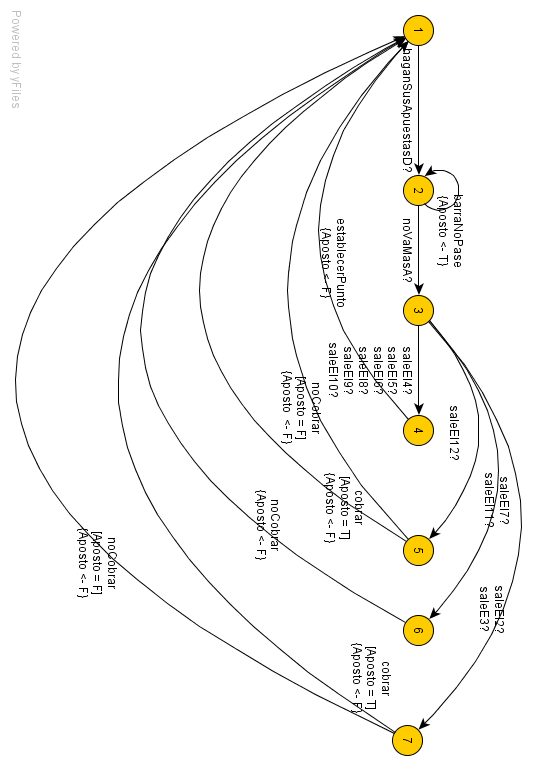 1
haganSusApuestasD?
2
barraNoPase
{Aposto <- T}
noVaMasA?
establecerPunto
{Aposto <- F}
3
saleEl4?
saleEl5?
saleEl6?
saleEl8?
saleEl9?
saleEl10?
4
saleEl12?
noCobrar
[Aposto = F]
{Aposto <- F}
saleEl7?
saleEl11?
cobrar
[Aposto = T]
{Aposto <- F}
5
noCobrar
{Aposto <- F}
saleEl2?
saleE3?
6
noCobrar
[Aposto = F]
{Aposto <- F}
cobrar
[Aposto = T]
{Aposto <- F}
7
Powered by yFiles